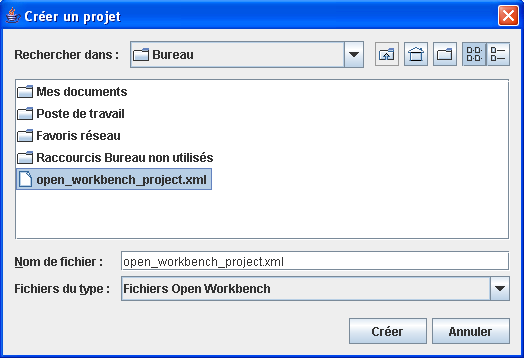 Créer un projet
Rechercher dans : Bureau
Mes documents
Poste de travail
Favoris réseau
Raccourcis Bureau non utilisés
open_workbench_project.xml
Nom de fichier : open_workbench_project.xml
Fichiers du type : Fichiers Open Workbench
Créer Annuler